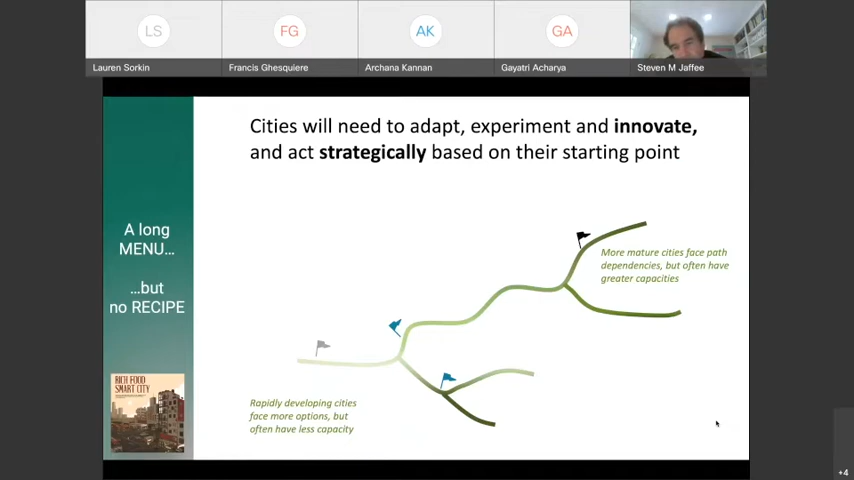 LS
FG
AK
GA
Lauren Sorkin
Francis Ghesquiere
Archana Kannan
Gayatri Acharya
Steven M Jaffee
Cities will need to adapt, experiment and innovate,
and act strategically based on their starting point
A long
MENU...
...but
no RECIPE
More mature cities face path
dependencies, but often have
greater capacities
Rapidly developing cities
face more options, but
often have less capacity
RICH FOOD
SMART CITY
+4